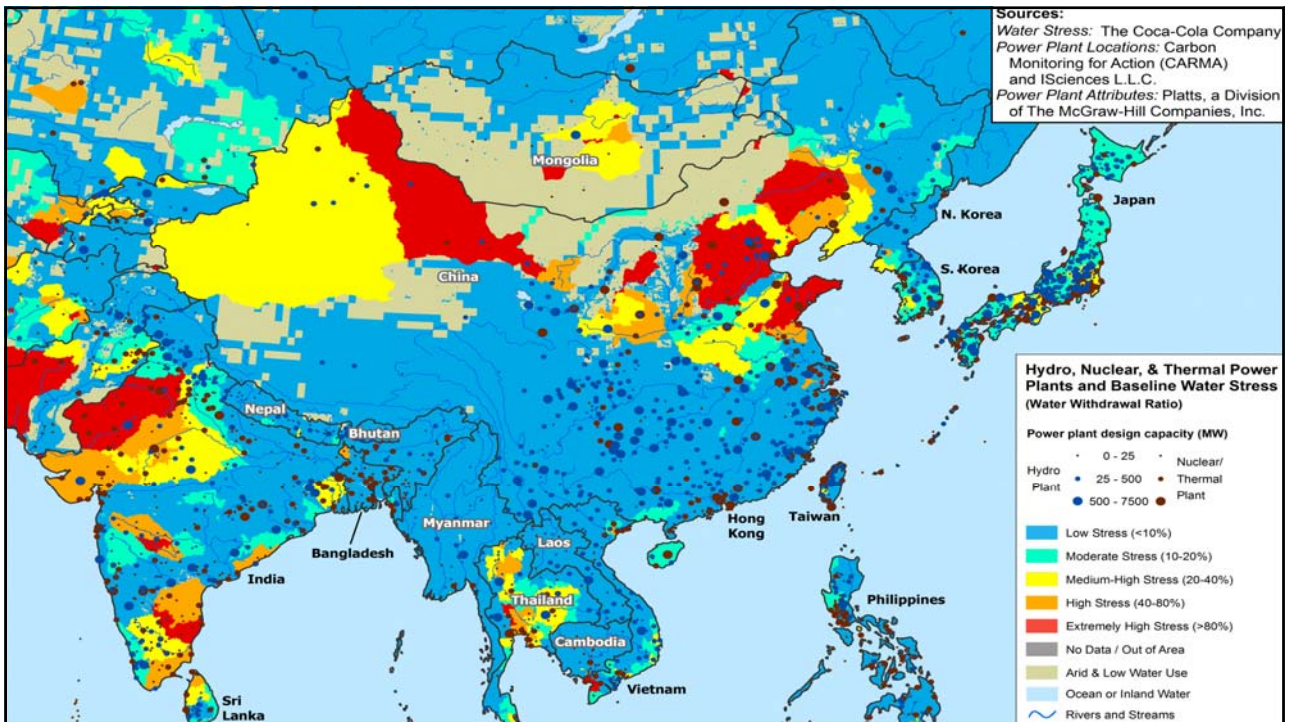 Sources:
Water Stress: The Coca-Cola Company
Power Plant Locations: Carbon
Monitoring for Action (CARMA)
and ISciences L.L.C.
Power Plant Attributes: Platts, a Division
of The McGraw-Hill Companies, Inc.
Mongolia
Japan
N. Korea
China
S. Korea
Nepal
Bhutan
Myanmar
Hong
Kong
Taiwan
Bangladesh
Laos
India
Thailand
Philippines
Cambodia
Vietnam
Sri
Lanka
Hydro, Nuclear, & Thermal Power
Plants and Baseline Water Stress
(Water Withdrawal Ratio)
Power plant design capacity (MW)
Hydro
Plant
0 - 25
25 - 500
500 - 7500
Nuclear/
Thermal
Plant
Low Stress (<10%)
Moderate Stress (10-20%)
Medium-High Stress (20-40%)
High Stress (40-80%)
Extremely High Stress (>80%)
No Data / Out of Area
Arid & Low Water Use
Ocean or Inland Water
Rivers and Streams